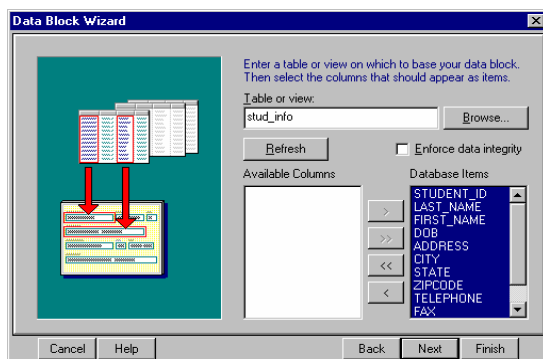 Data Block Wizard
Enter a table or view on which to base your data block.
Then select the columns that should appear as items.
Table or view:
stud_info
Browse...
Refresh
Enforce data integrity
Available Columns
Database Items
>
>>
<<
<
STUDENT_ID
LAST_NAME
FIRST_NAME
DOB
ADDRESS
CITY
STATE
ZIPCODE
TELEPHONE
FAX
Cancel
Help
Back
Next
Finish